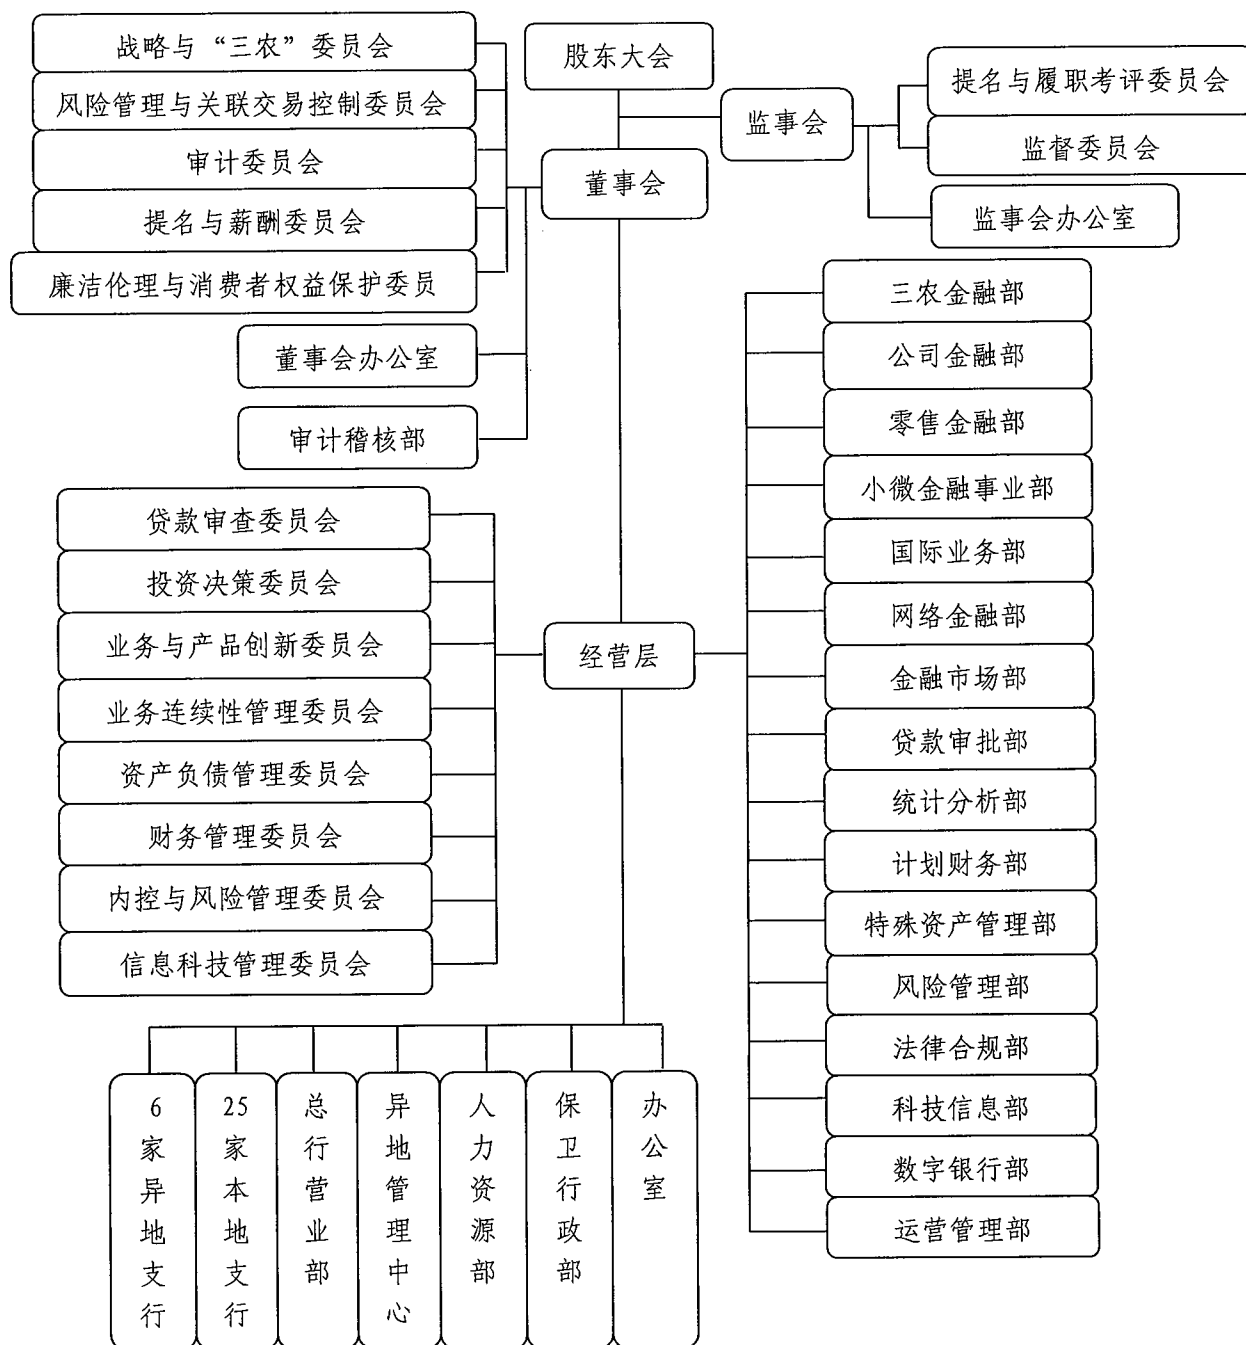 股东大会
战略与“三农”委员会
风险管理与关联交易控制委员会
审计委员会
提名与薪酬委员会
廉洁伦理与消费者权益保护委员
董事会
监事会
提名与履职考评委员会
监督委员会
监事会办公室
董事会办公室
审计稽核部
三农金融部
公司金融部
零售金融部
小微金融事业部
国际业务部
网络金融部
金融市场部
贷款审批部
统计分析部
计划财务部
特殊资产管理部
风险管理部
法律合规部
科技信息部
数字银行部
运营管理部
贷款审查委员会
投资决策委员会
业务与产品创新委员会
业务连续性管理委员会
资产负债管理委员会
财务管理委员会
内控与风险管理委员会
信息科技管理委员会
经营层
6家异地支行
25家本地支行
总行营业部
异地管理中心
人力资源部
保卫行政部
办公室